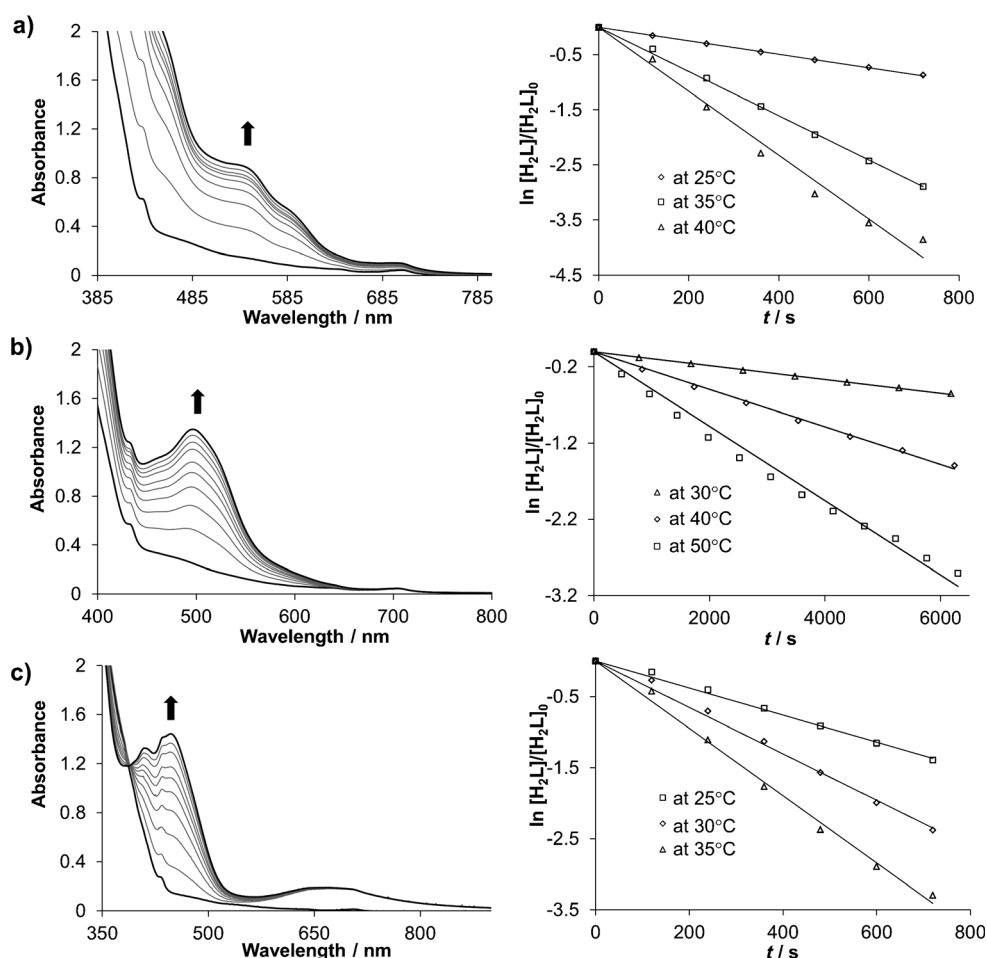 a)
Absorbance
2
1.6
1.2
0.8
0.4
0
385 485 585 685 785
Wavelength / nm
ln [H₂L]/[H₂L]₀
-0.5
-1.5
-2.5
-3.5
-4.5
at 25°C
at 35°C
at 40°C
0 200 400 600 800
t / s
b)
Absorbance
2
1.6
1.2
0.8
0.4
0
400 500 600 700 800
Wavelength / nm
ln [H₂L]/[H₂L]₀
-0.2
-1.2
-2.2
-3.2
at 30°C
at 40°C
at 50°C
0 2000 4000 6000
t / s
c)
Absorbance
2
1.6
1.2
0.8
0.4
0
350 500 650 800
Wavelength / nm
ln [H₂L]/[H₂L]₀
-0.5
-1.5
-2.5
-3.5
at 25°C
at 30°C
at 35°C
0 200 400 600 800
t / s